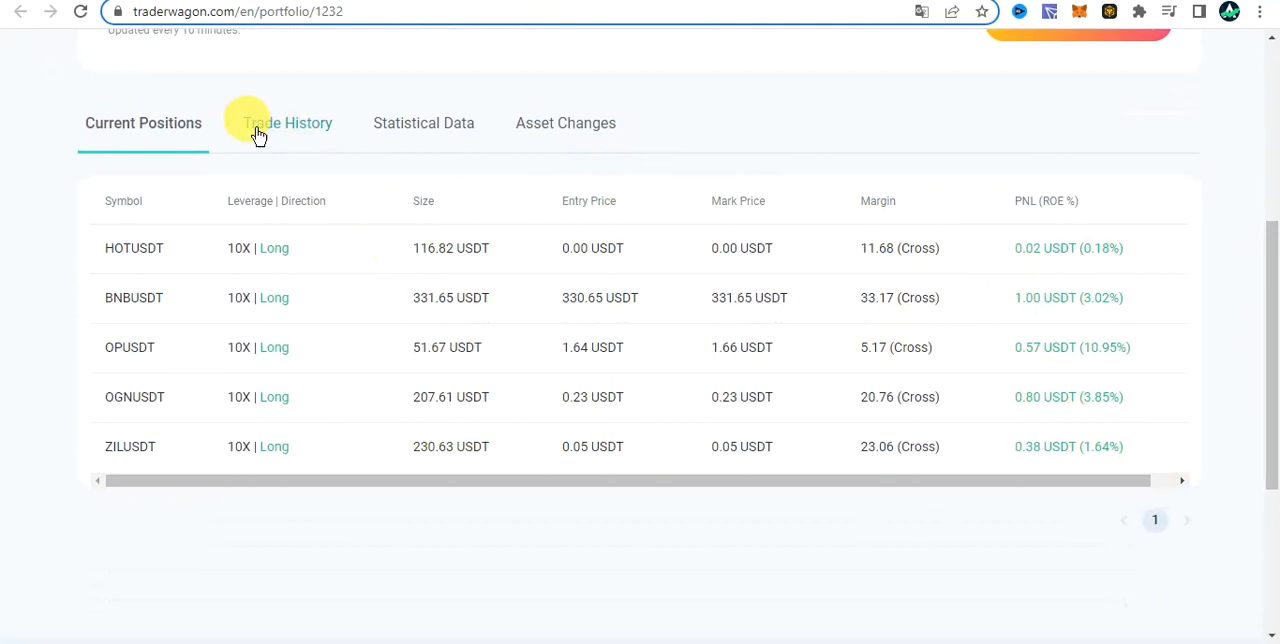 traderwagon.com/en/portfolio/1232
Updated every 10 minutes.
Current Positions Trade History Statistical Data Asset Changes
Symbol Leverage | Direction Size Entry Price Mark Price Margin PNL (ROE %)
HOTUSDT 10X | Long 116.82 USDT 0.00 USDT 0.00 USDT 11.68 (Cross) 0.02 USDT (0.18%)
BNBUSDT 10X | Long 331.65 USDT 330.65 USDT 331.65 USDT 33.17 (Cross) 1.00 USDT (3.02%)
OPUSDT 10X | Long 51.67 USDT 1.64 USDT 1.66 USDT 5.17 (Cross) 0.57 USDT (10.95%)
OGNUSDT 10X | Long 207.61 USDT 0.23 USDT 0.23 USDT 20.76 (Cross) 0.80 USDT (3.85%)
ZILUSDT 10X | Long 230.63 USDT 0.05 USDT 0.05 USDT 23.06 (Cross) 0.38 USDT (1.64%)
1